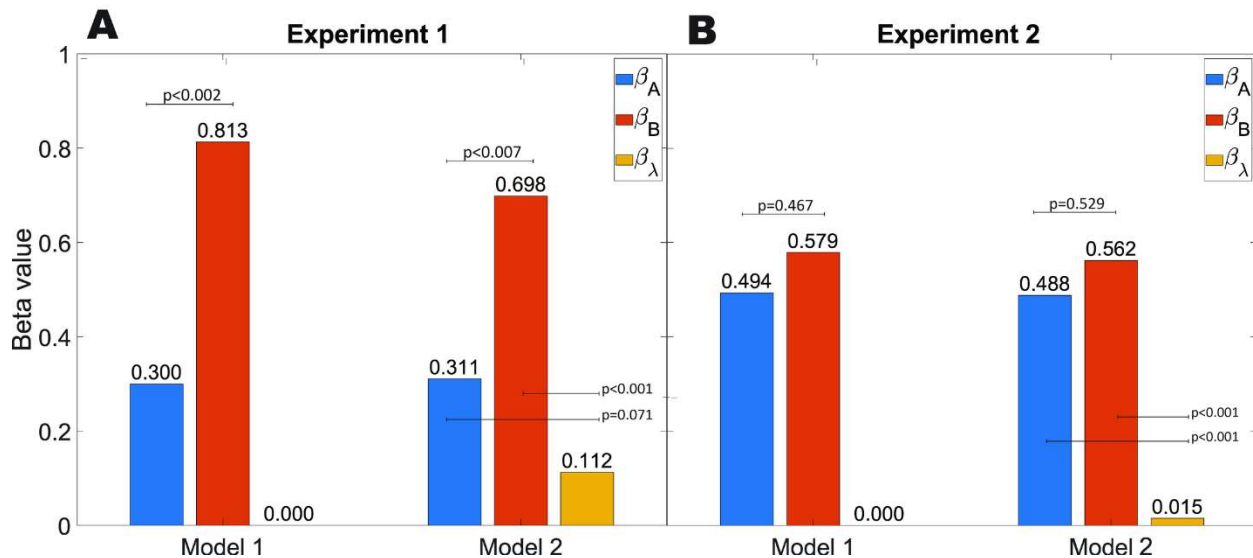 A
Experiment 1
B
Experiment 2
Beta value
1
0.8
0.6
0.4
0.2
0
βA
βB
βλ
p<0.002
0.813
0.300
0.000
p<0.007
0.698
0.311
p<0.001
p=0.071
0.112
Model 1
Model 2
βA
βB
βλ
p=0.467
0.579
0.494
0.000
p=0.529
0.562
0.488
p<0.001
p<0.001
0.015
Model 1
Model 2